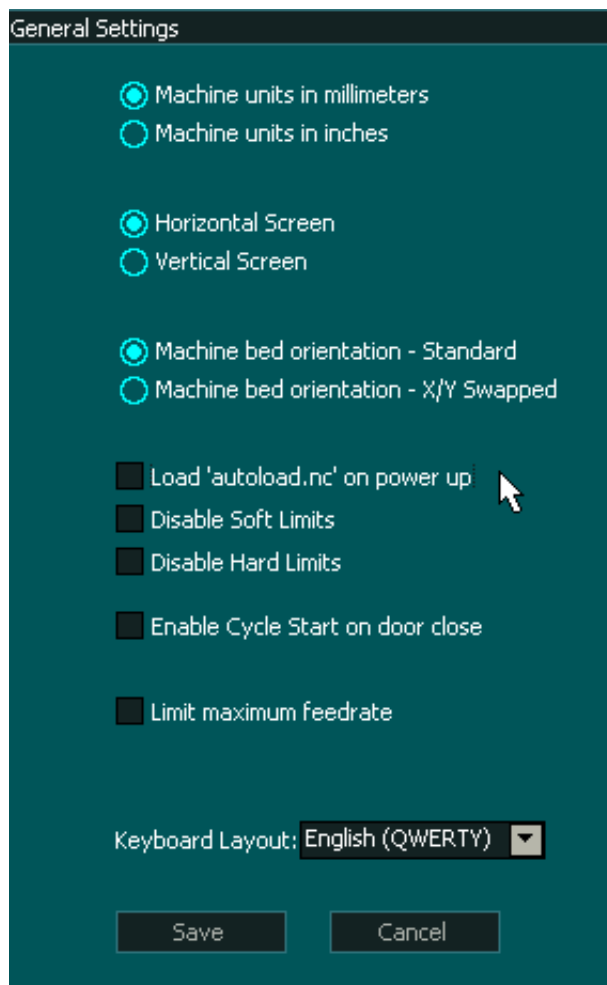 General Settings
Machine units in millimeters
Machine units in inches
Horizontal Screen
Vertical Screen
Machine bed orientation - Standard
Machine bed orientation - X/Y Swapped
Load 'autoload.nc' on power up
Disable Soft Limits
Disable Hard Limits
Enable Cycle Start on door close
Limit maximum feedrate
Keyboard Layout: English (QWERTY)
Save Cancel